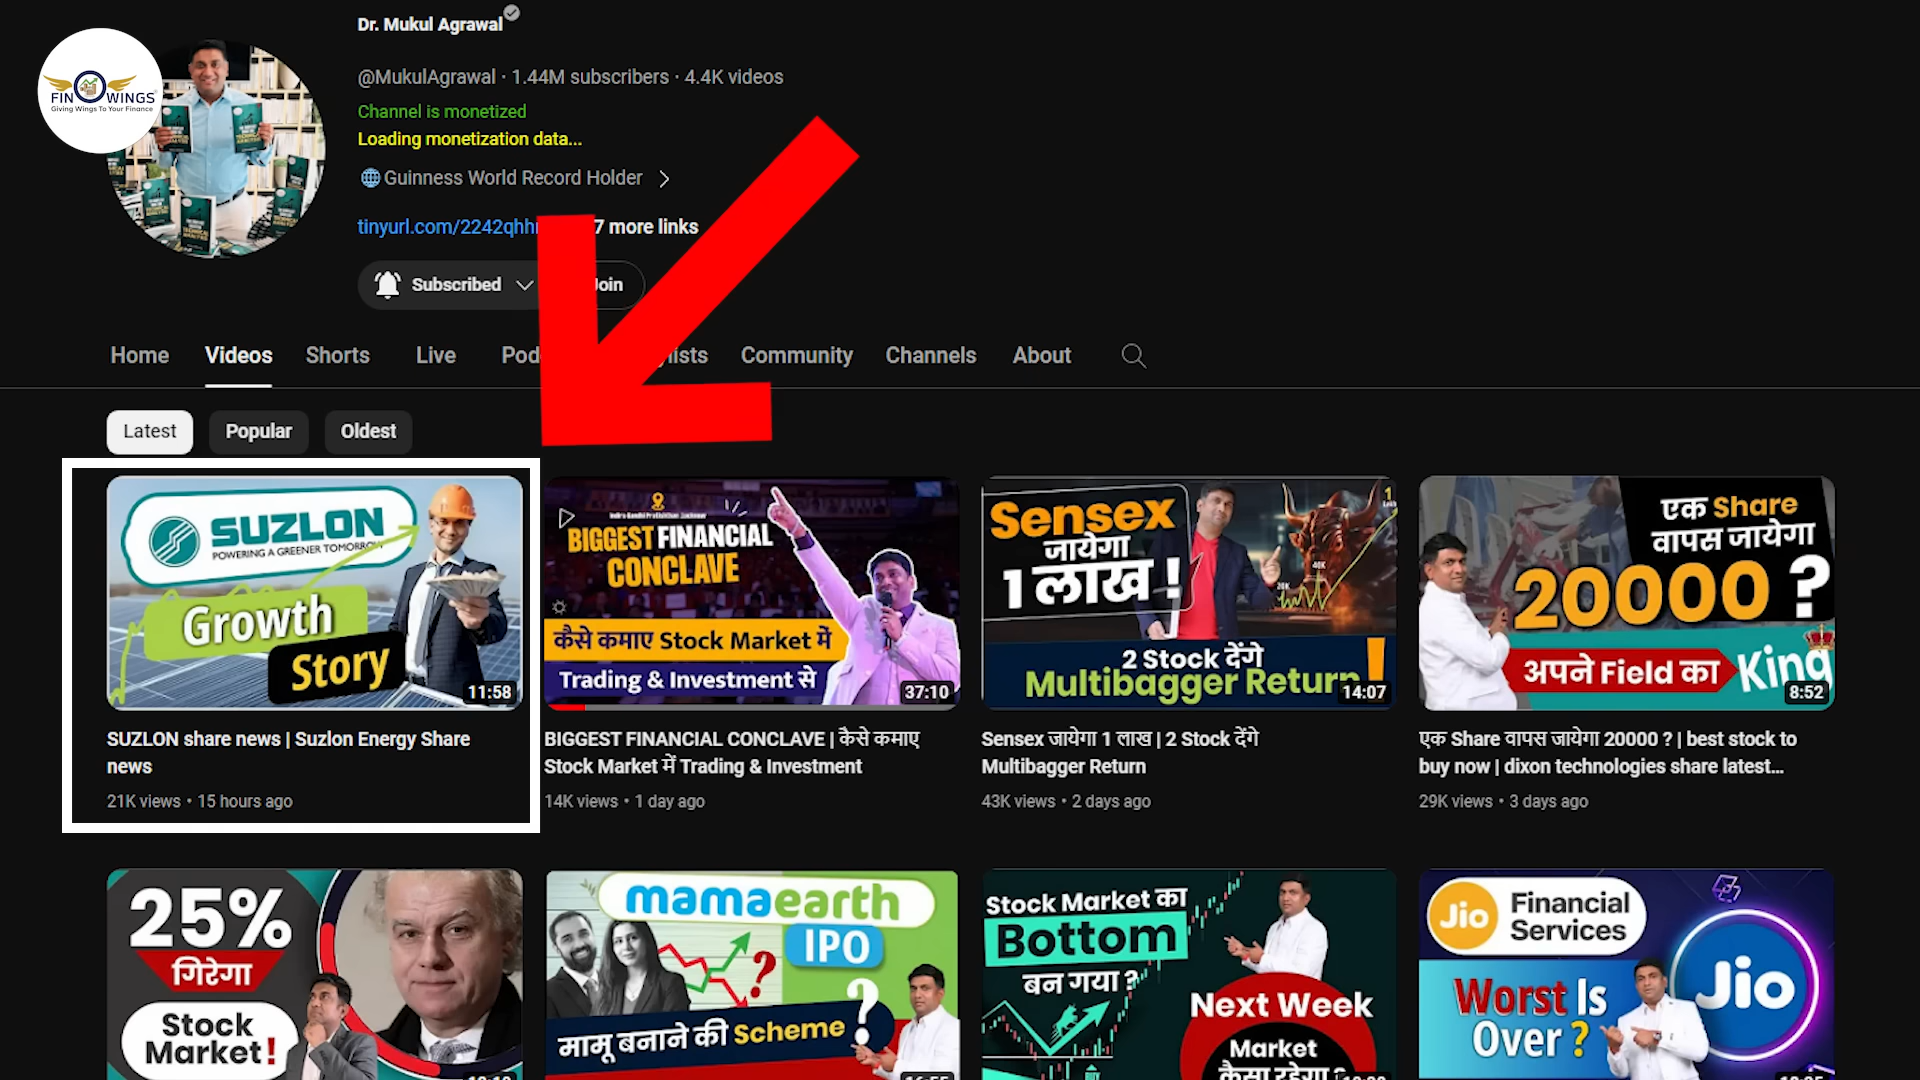 Dr. Mukul Agrawal
@MukulAgrawal · 1.44M subscribers · 4.4K videos
FINOWINGS
Giving Wings To Your Finance
Channel is monetized
Loading monetization data...
Guinness World Record Holder
7 more links
Subscribed
Join
Home Videos Shorts Live Community Channels About
Latest Popular Oldest
SUZLON
POWERING A GREENER TOMORROW
Growth
Story
11:58
BIGGEST FINANCIAL
CONCLAVE
कैसे कमाए Stock Market में
Trading & Investment से
37:10
Sensex
जायेगा
1 लाख !
2 Stock देंगे
Multibagger Return !
14:07
एक Share
वापस जायेगा
20000 ?
अपने Field का King
8:52
SUZLON share news | Suzlon Energy Share
news
21K views • 15 hours ago
BIGGEST FINANCIAL CONCLAVE | कैसे कमाए
Stock Market में Trading & Investment
14K views • 1 day ago
Sensex जायेगा 1 लाख | 2 Stock देंगे
Multibagger Return
43K views • 2 days ago
एक Share वापस जायेगा 20000 ? | best stock to
buy now | dixon technologies share latest...
29K views • 3 days ago
25%
गिरेगा
Stock
Market!
mamaearth
IPO
?
मामू बनाने की Scheme ?
Stock Market का
Bottom
बन गया ?
Next Week
Market
कैसा रहेगा ?
Jio Financial
Services
Worst Is
Over ?
Jio